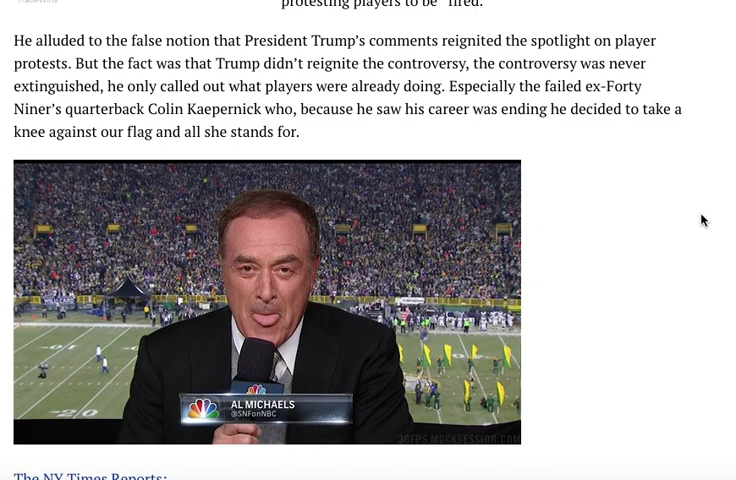 protesting players to be "fired."
He alluded to the false notion that President Trump's comments reignited the spotlight on player
protests. But the fact was that Trump didn't reignite the controversy, the controversy was never
extinguished, he only called out what players were already doing. Especially the failed ex-Forty
Niner's quarterback Colin Kaepernick who, because he saw his career was ending he decided to take a
knee against our flag and all she stands for.
AL MICHAELS
@SNFonNBC
30FPS.MOCKSESSION.COM
The NY Times Reports: